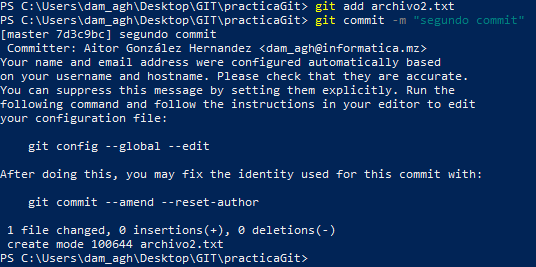 PS C:\Users\dam_agh\Desktop\GIT\practicaGit> git add archivo2.txt
PS C:\Users\dam_agh\Desktop\GIT\practicaGit> git commit -m "segundo commit"
[master 7d3c9bc] segundo commit
 Committer: Aitor González Hernandez <dam_agh@informatica.mz>
Your name and email address were configured automatically based
on your username and hostname. Please check that they are accurate.
You can suppress this message by setting them explicitly. Run the
following command and follow the instructions in your editor to edit
your configuration file:

    git config --global --edit

After doing this, you may fix the identity used for this commit with:

    git commit --amend --reset-author

 1 file changed, 0 insertions(+), 0 deletions(-)
 create mode 100644 archivo2.txt
PS C:\Users\dam_agh\Desktop\GIT\practicaGit>